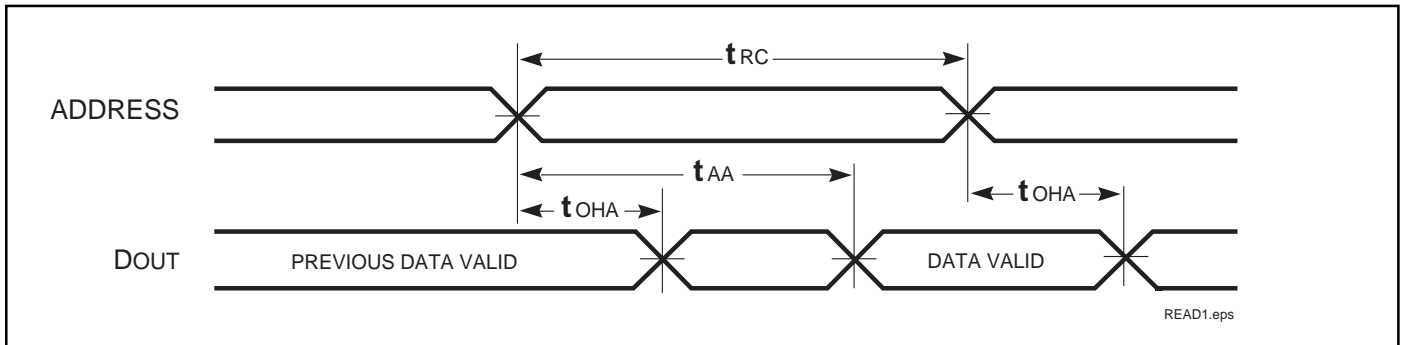 tRC
ADDRESS
tAA
tOHA
tOHA
DOUT
PREVIOUS DATA VALID
DATA VALID
READ1.eps